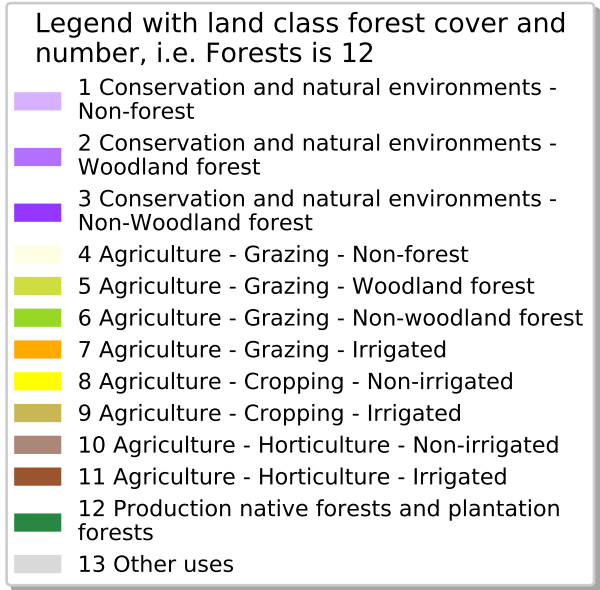 Legend with land class forest cover and
number, i.e. Forests is 12
1 Conservation and natural environments -
Non-forest
2 Conservation and natural environments -
Woodland forest
3 Conservation and natural environments -
Non-Woodland forest
4 Agriculture - Grazing - Non-forest
5 Agriculture - Grazing - Woodland forest
6 Agriculture - Grazing - Non-woodland forest
7 Agriculture - Grazing - Irrigated
8 Agriculture - Cropping - Non-irrigated
9 Agriculture - Cropping - Irrigated
10 Agriculture - Horticulture - Non-irrigated
11 Agriculture - Horticulture - Irrigated
12 Production native forests and plantation
forests
13 Other uses